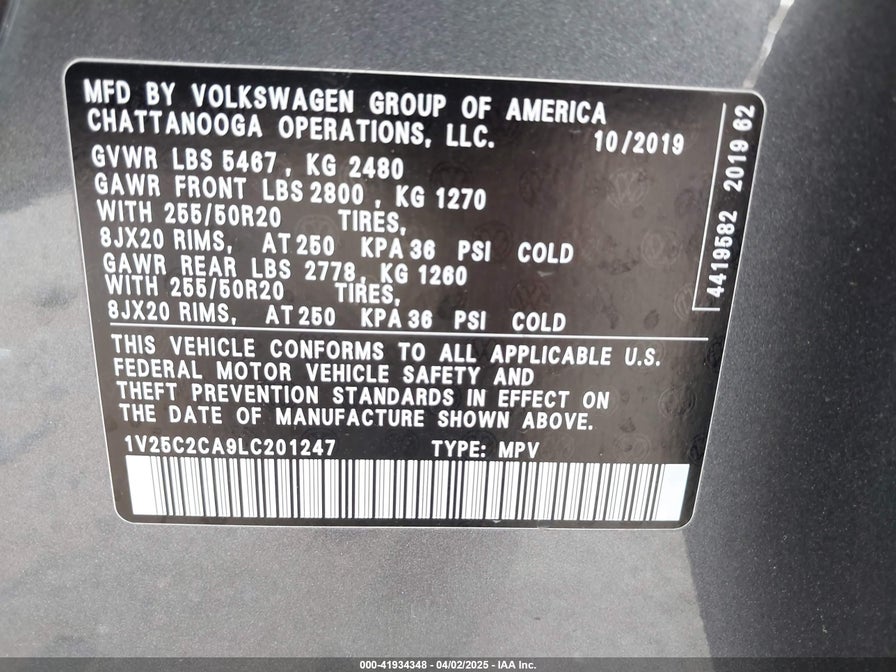 MFD BY VOLKSWAGEN GROUP OF AMERICA
CHATTANOOGA OPERATIONS, LLC. 10/2019
GVWR LBS 5467, KG 2480
GAWR FRONT LBS 2800, KG 1270
WITH 255/50R20 TIRES,
8JX20 RIMS, AT 250 KPA 36 PSI COLD
GAWR REAR LBS 2778, KG 1260
WITH 255/50R20 TIRES,
8JX20 RIMS, AT 250 KPA 36 PSI COLD
THIS VEHICLE CONFORMS TO ALL APPLICABLE U.S.
FEDERAL MOTOR VEHICLE SAFETY AND
THEFT PREVENTION STANDARDS IN EFFECT ON
THE DATE OF MANUFACTURE SHOWN ABOVE.
1V25C2CA9LC201247 TYPE: MPV
4419582 2019 62
000-41934348 - 04/02/2025 - IAA Inc.